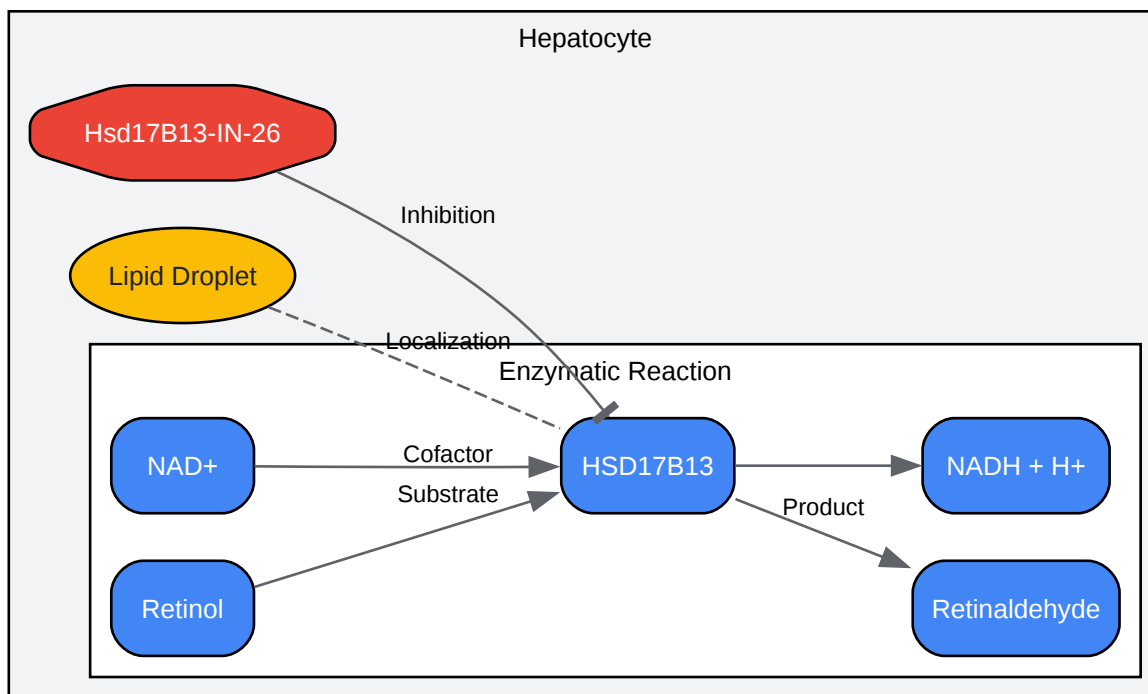 Hepatocyte
Hsd17B13-IN-26
Inhibition
Lipid Droplet
Localization
Enzymatic Reaction
NAD+
Cofactor
HSD17B13
NADH + H+
Substrate
Product
Retinol
Retinaldehyde